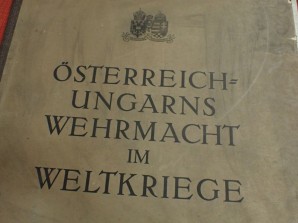 ÖSTERREICH-
UNGARNS
WEHRMACHT
IM
WELTKRIEGE